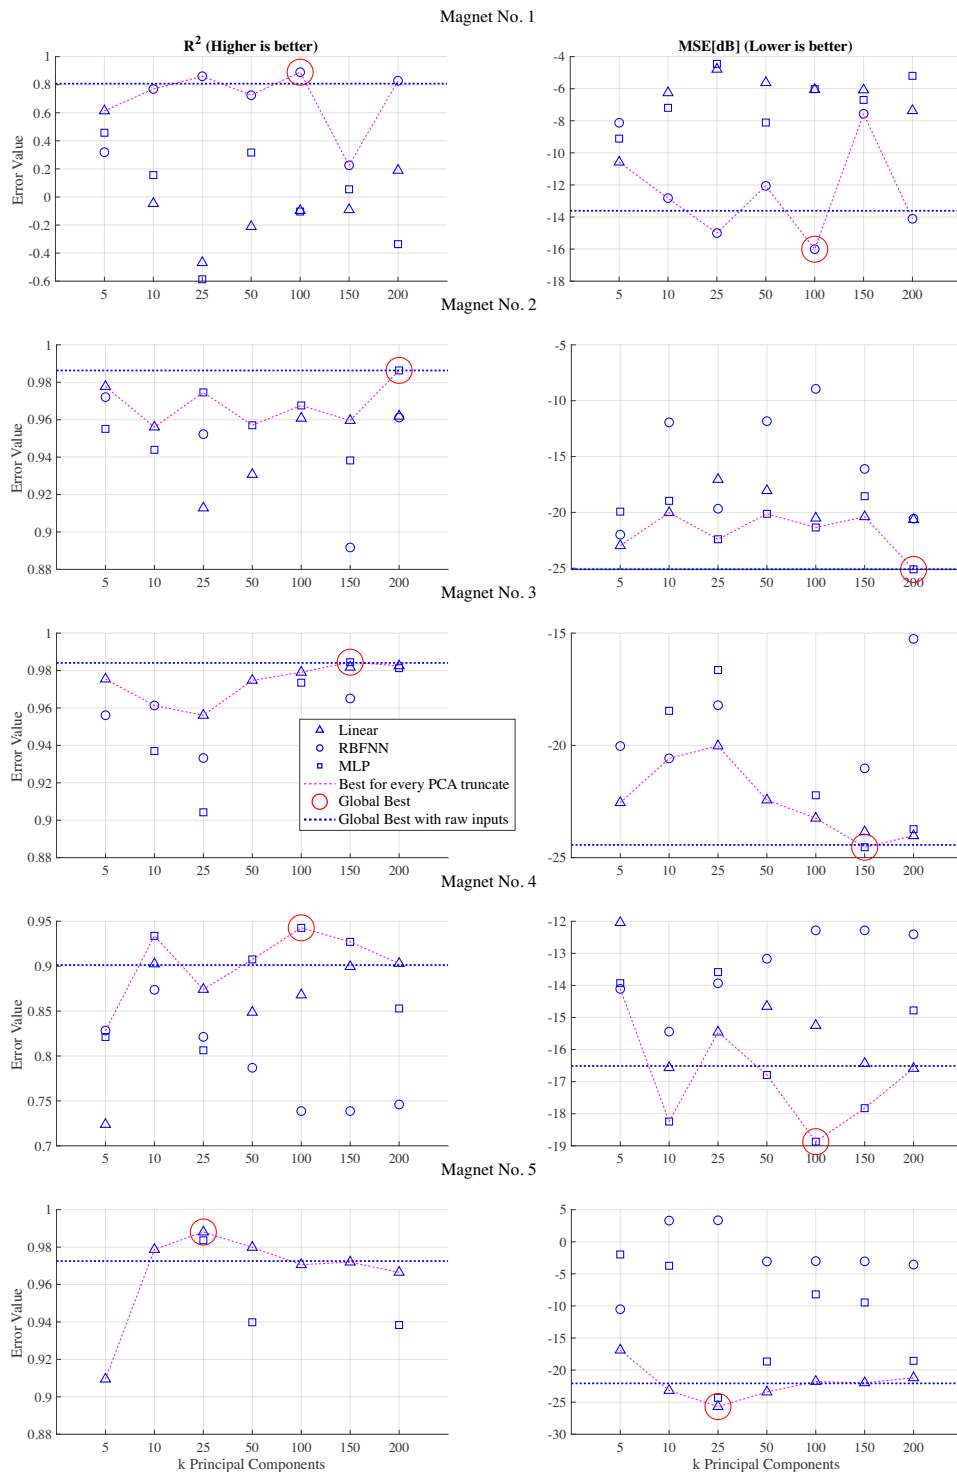 Magnet No. 1
R² (Higher is better)
MSE[dB] (Lower is better)
Error Value
1
0.8
0.6
0.4
0.2
0
-0.2
-0.4
-0.6
5 10 25 50 100 150 200
-4
-6
-8
-10
-12
-14
-16
-18
5 10 25 50 100 150 200
Magnet No. 2
Error Value
1
0.98
0.96
0.94
0.92
0.9
0.88
5 10 25 50 100 150 200
-5
-10
-15
-20
-25
5 10 25 50 100 150 200
Magnet No. 3
Error Value
1
0.98
0.96
0.94
0.92
0.9
0.88
5 10 25 50 100 150 200
Linear
RBFNN
MLP
Best for every PCA truncate
Global Best
Global Best with raw inputs
-15
-20
-25
5 10 25 50 100 150 200
Magnet No. 4
Error Value
0.95
0.9
0.85
0.8
0.75
0.7
5 10 25 50 100 150 200
-12
-13
-14
-15
-16
-17
-18
-19
5 10 25 50 100 150 200
Magnet No. 5
Error Value
1
0.98
0.96
0.94
0.92
0.9
0.88
5 10 25 50 100 150 200
k Principal Components
5
0
-5
-10
-15
-20
-25
-30
5 10 25 50 100 150 200
k Principal Components